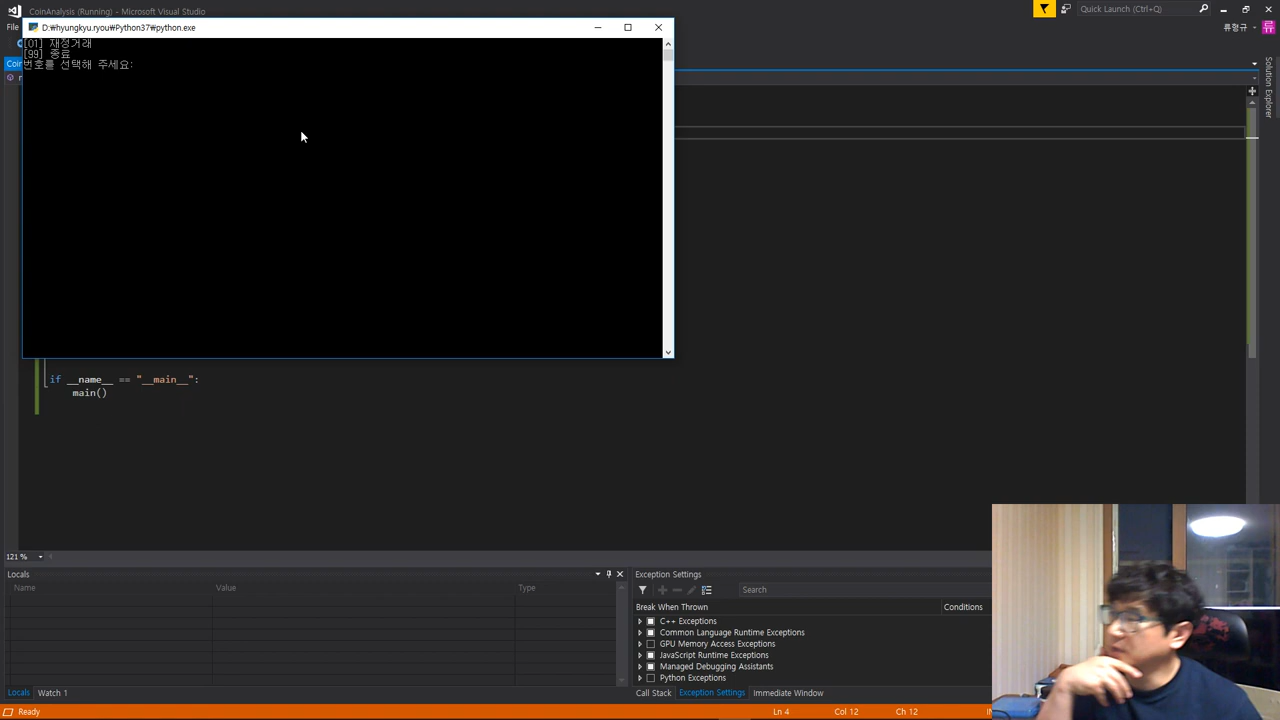 CoinAnalysis (Running) - Microsoft Visual Studio
Quick Launch (Ctrl+Q)
D:₩hyungkyu.ryou₩Python37₩python.exe
류형규
[01] 재정거래
[99] 종료
번호를 선택해 주세요:
Solution Explorer
if __name__ == "__main__":
main()
121 %
Locals
Name Value Type
Locals Watch 1
Exception Settings
Search
Break When Thrown Conditions
C++ Exceptions
Common Language Runtime Exceptions
GPU Memory Access Exceptions
JavaScript Runtime Exceptions
Managed Debugging Assistants
Python Exceptions
Call Stack Exception Settings Immediate Window
Ready Ln 4 Col 12 Ch 12